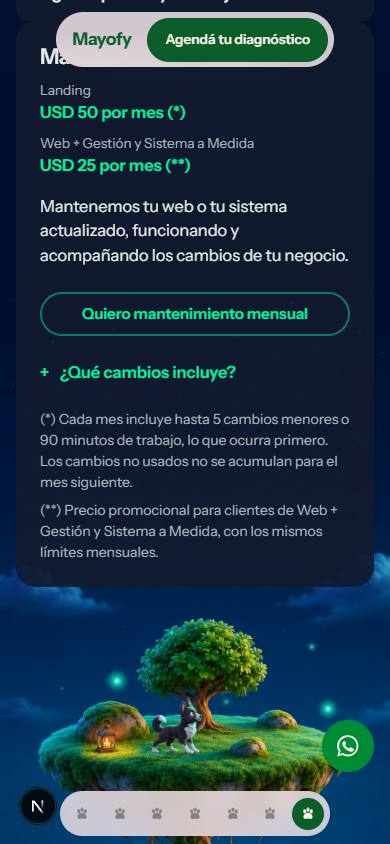 Mayofy
Agendá tu diagnóstico
Landing
USD 50 por mes (*)
Web + Gestión y Sistema a Medida
USD 25 por mes (**)
Mantenemos tu web o tu sistema
actualizado, funcionando y
acompañando los cambios de tu negocio.
Quiero mantenimiento mensual
+ ¿Qué cambios incluye?
(*) Cada mes incluye hasta 5 cambios menores o
90 minutos de trabajo, lo que ocurra primero.
Los cambios no usados no se acumulan para el
mes siguiente.
(**) Precio promocional para clientes de Web +
Gestión y Sistema a Medida, con los mismos
límites mensuales.
N